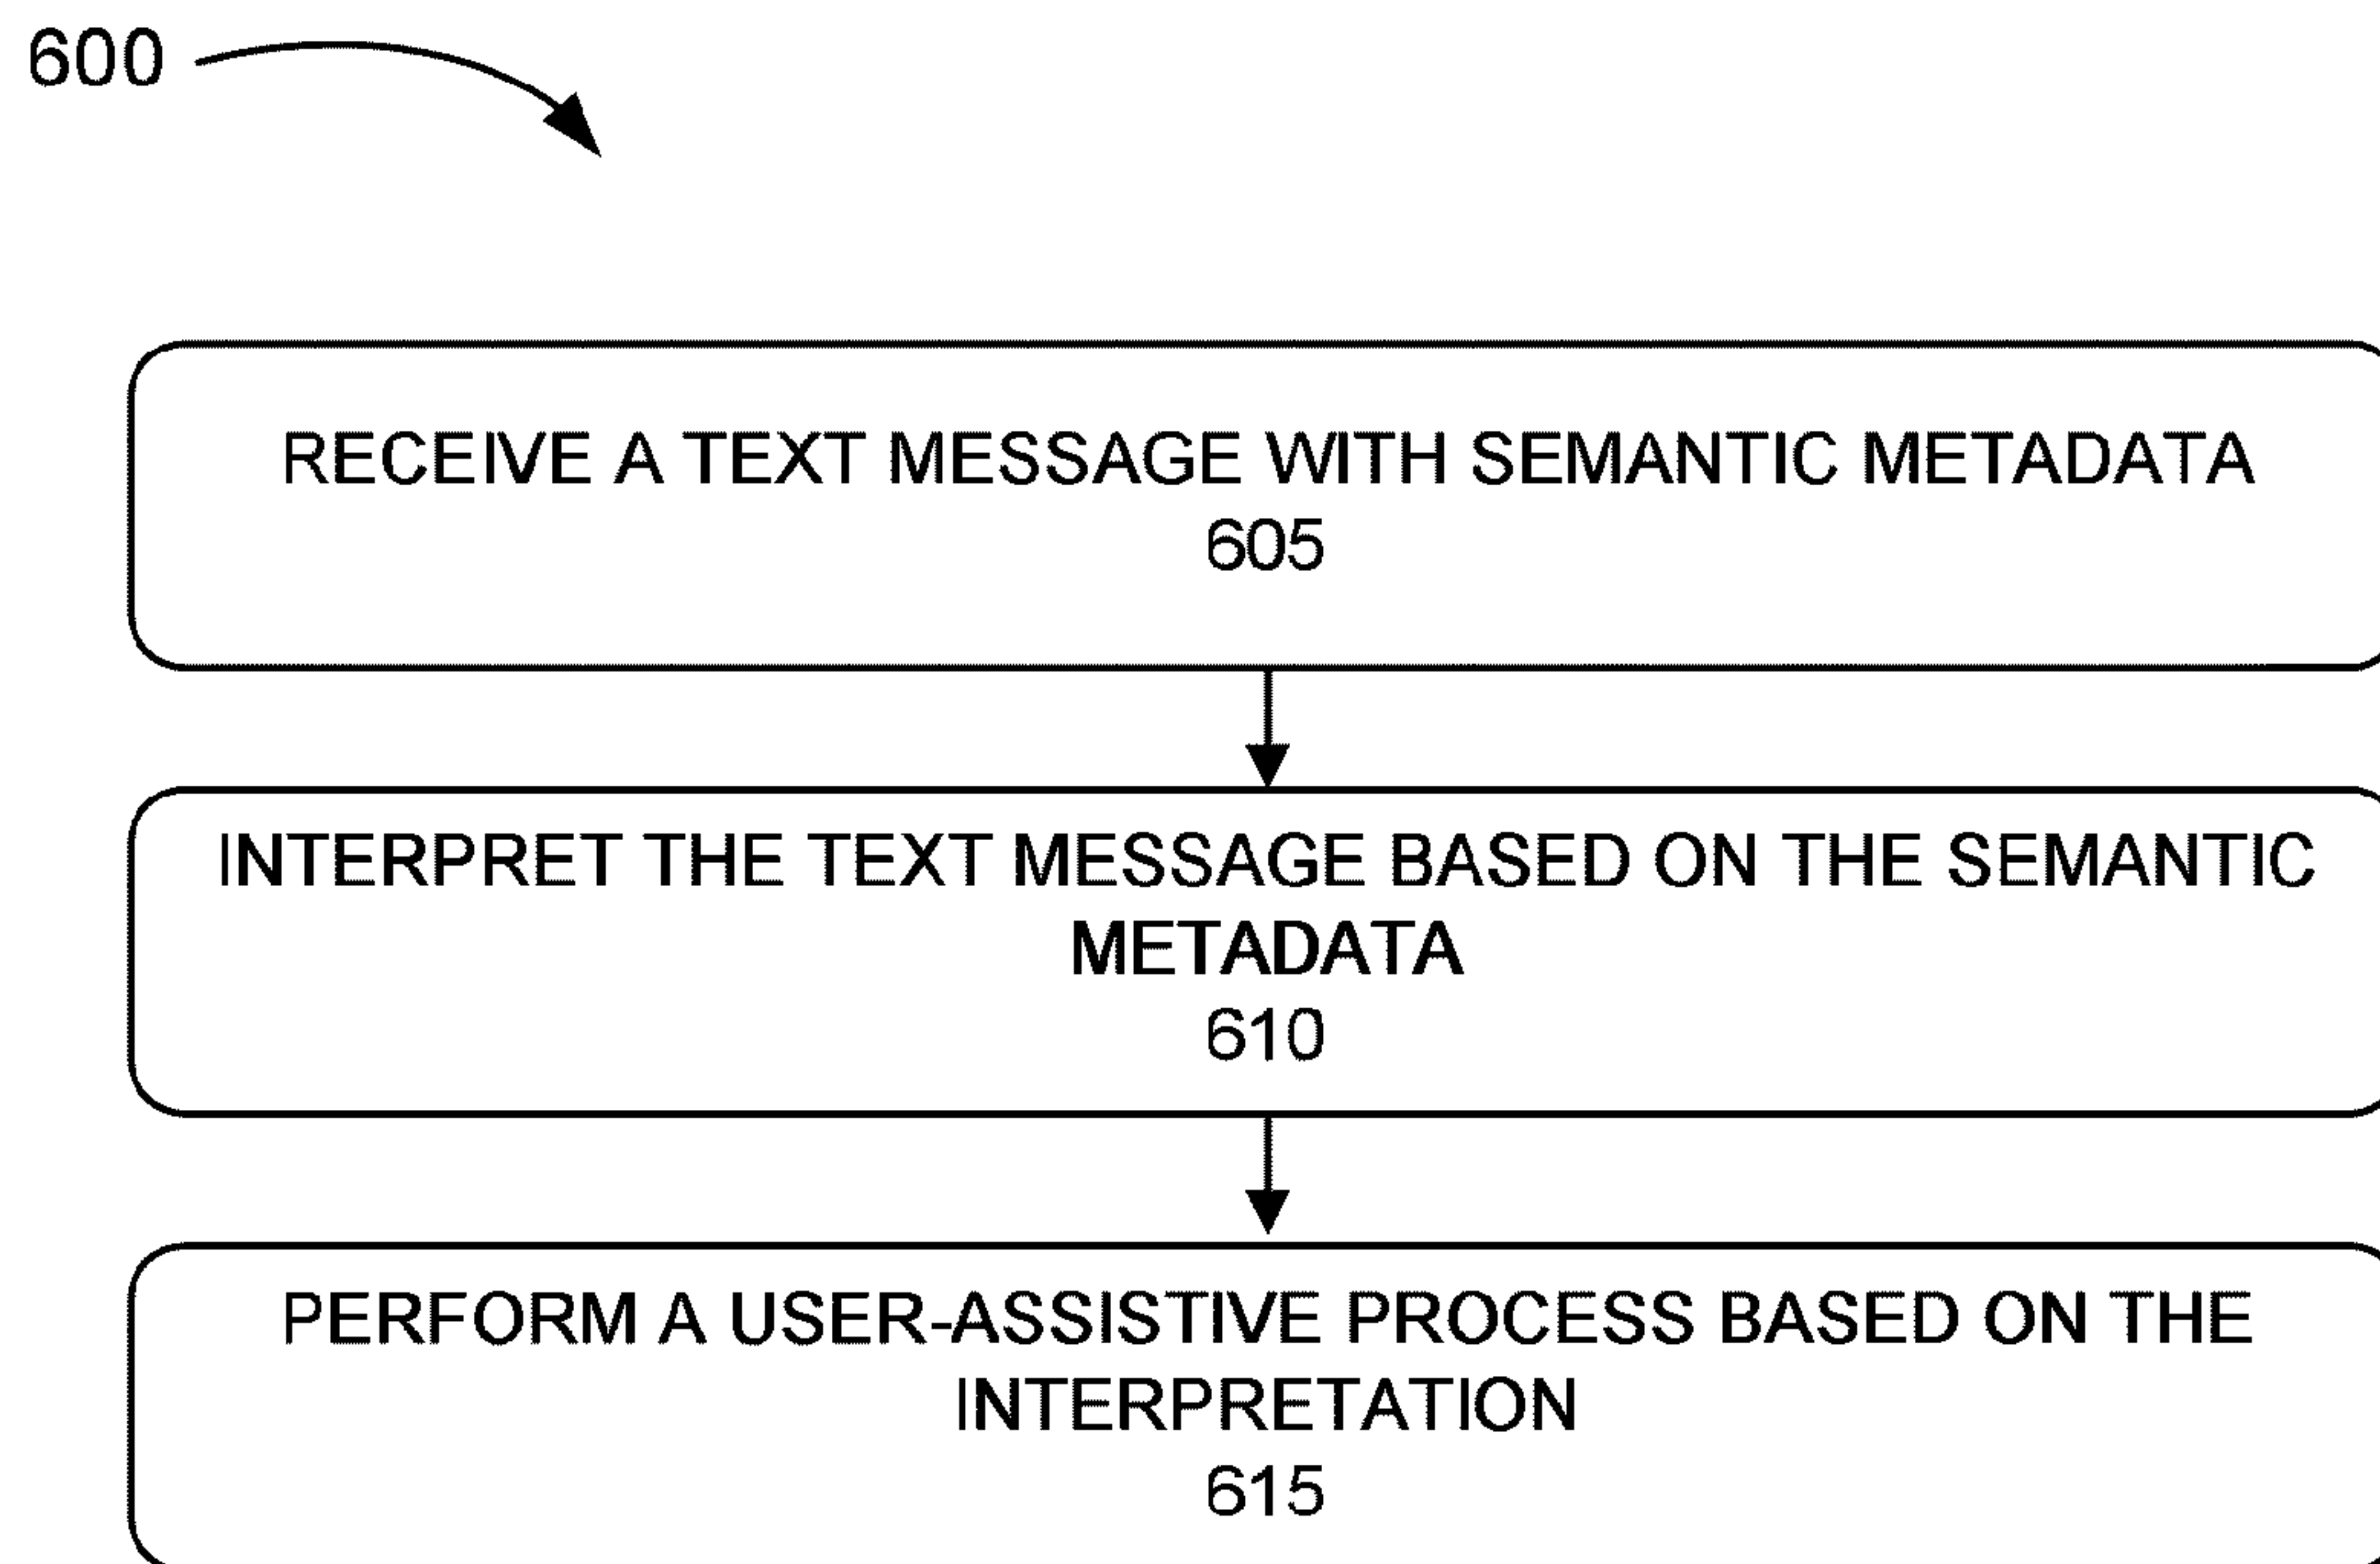 600
RECEIVE A TEXT MESSAGE WITH SEMANTIC METADATA
605
INTERPRET THE TEXT MESSAGE BASED ON THE SEMANTIC
METADATA
610
PERFORM A USER-ASSISTIVE PROCESS BASED ON THE
INTERPRETATION
615